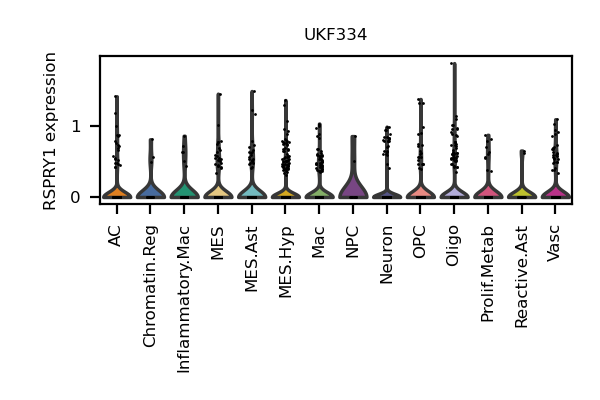 UKF334
RSPRY1 expression
1
0
AC
Chromatin.Reg
Inflammatory.Mac
MES
MES.Ast
MES.Hyp
Mac
NPC
Neuron
OPC
Oligo
Prolif.Metab
Reactive.Ast
Vasc